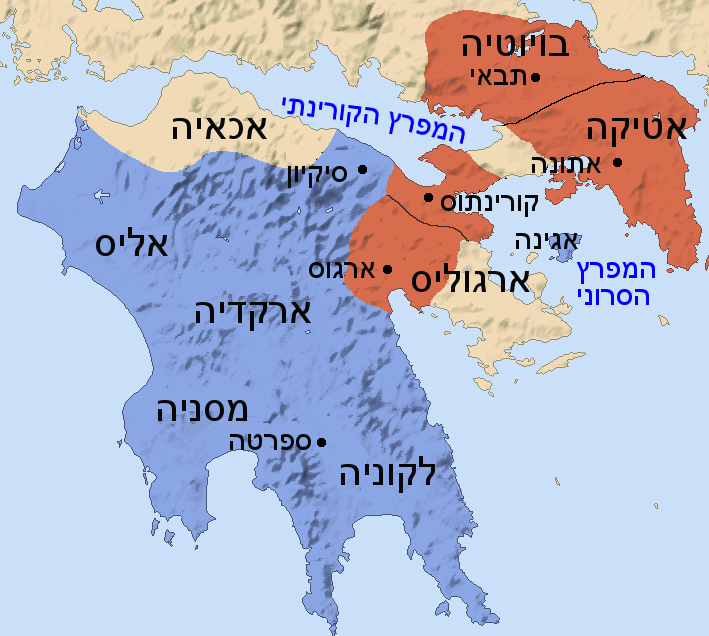 בויוטיה
תבאי
אטיקה
אתונה
המפרץ הקורינתי
אכאיה
סיקיון
קורינתוס
אגינה
המפרץ
הסרוני
אליס
ארגוס
ארגוליס
ארקדיה
מסניה
ספרטה
לקוניה